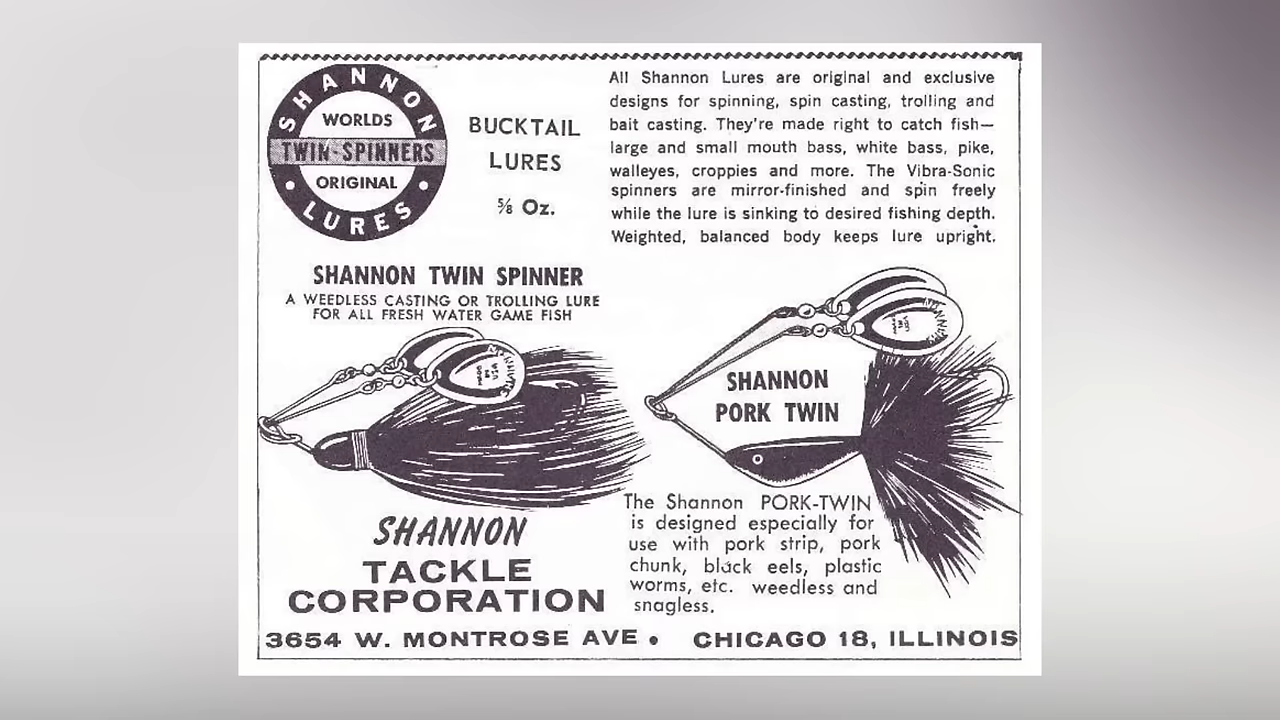 SHANNON
WORLDS
TWIN-SPINNERS
ORIGINAL
LURES
BUCKTAIL
LURES
⅝ Oz.
All Shannon Lures are original and exclusive
designs for spinning, spin casting, trolling and
bait casting. They're made right to catch fish—
large and small mouth bass, white bass, pike,
walleyes, croppies and more. The Vibra-Sonic
spinners are mirror-finished and spin freely
while the lure is sinking to desired fishing depth.
Weighted, balanced body keeps lure upright.
SHANNON TWIN SPINNER
A WEEDLESS CASTING OR TROLLING LURE
FOR ALL FRESH WATER GAME FISH
SHANNON
PORK TWIN
The Shannon PORK-TWIN
is designed especially for
use with pork strip, pork
chunk, black eels, plastic
worms, etc. weedless and
snagless.
SHANNON
TACKLE
CORPORATION
3654 W. MONTROSE AVE • CHICAGO 18, ILLINOIS